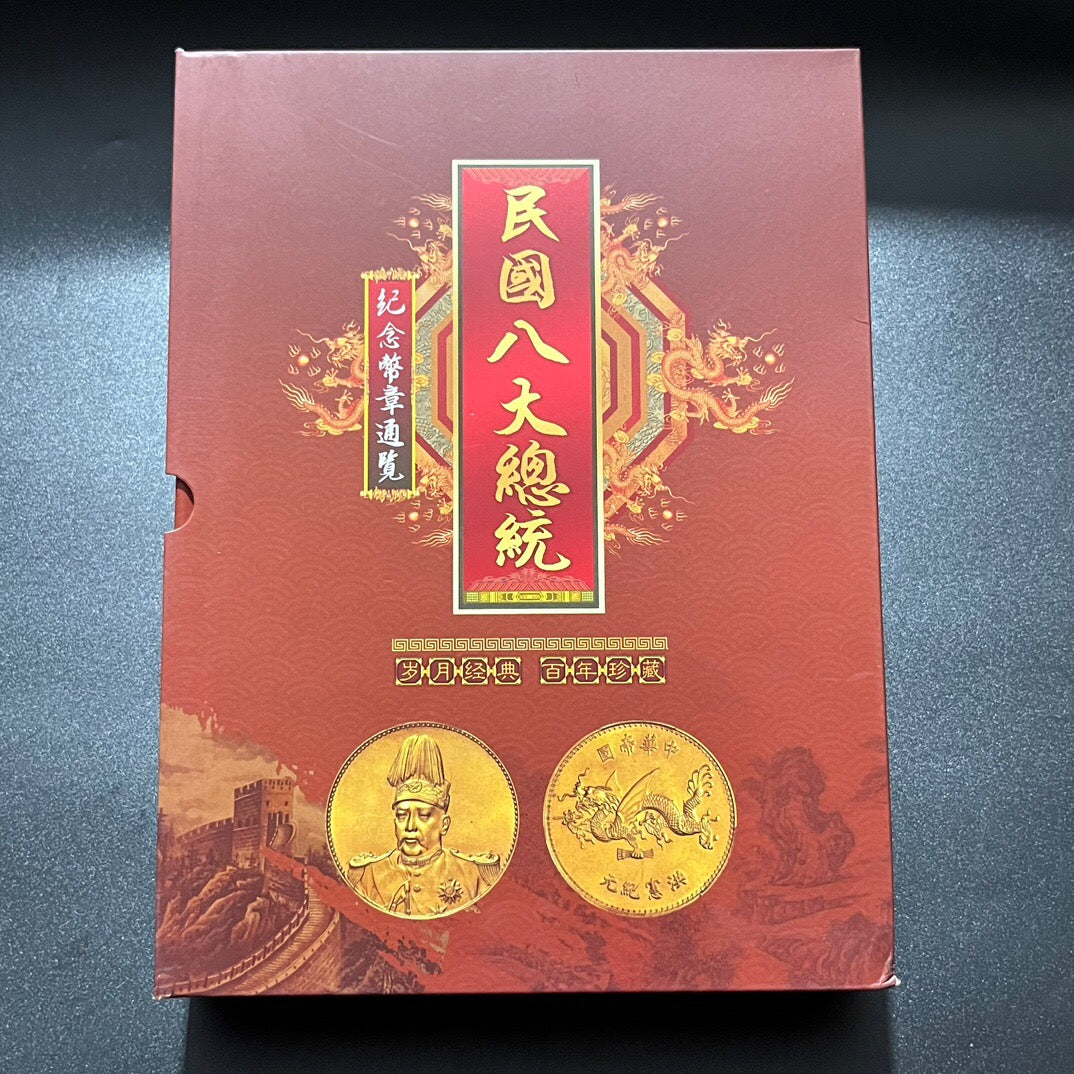 民國八大總統
紀念幣章通覽
岁月经典 百年珍藏
中華帝國
洪憲紀元